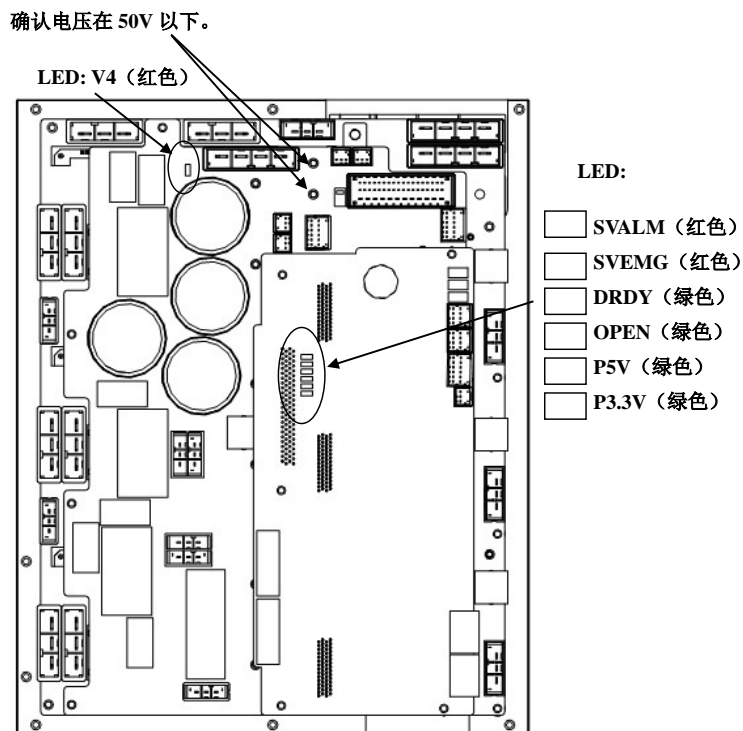 确认电压在 50V 以下。
LED: V4（红色）
LED:
SVALM（红色）
SVEMG（红色）
DRDY（绿色）
OPEN（绿色）
P5V（绿色）
P3.3V（绿色）